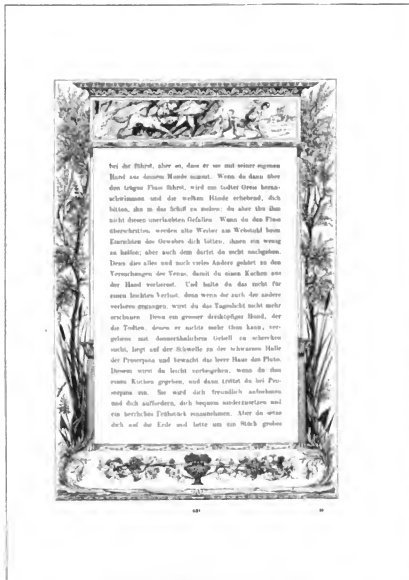 bei dir führst, aber so, dass er sie mit seiner eigenen
Hand aus deinem Munde nimmt. Wenn du dann über
den trägen Fluss fährst, wird ein todter Greis heran-
schwimmen und die welken Hände erhebend, dich
bitten, ihn in das Schiff zu ziehen; du aber thu ihm
nicht diesen unerlaubten Gefallen. Wenn du den Fluss
überschritten, werden alte Weiber am Webstuhl beim
Einrichten des Gewebes dich bitten, ihnen ein wenig
zu helfen; aber auch dem darfst du nicht nachgeben.
Denn dies alles und noch vieles Andere gehört zu den
Versuchungen der Venus, damit du einen Kuchen aus
der Hand verlierest. Und halte du das nicht für
einen leichten Verlust, denn wenn dir auch der andere
verloren gegangen, wirst du das Tageslicht nicht mehr
erschauen. Denn ein grosser dreiköpfiger Hund, der
die Todten, denen er nichts mehr thun kann, ver-
gebens mit donnerähnlichem Gebell zu schrecken
sucht, liegt auf der Schwelle zu der schwarzen Halle
der Proserpina und bewacht das leere Haus des Pluto.
Diesem wirst du leicht vorbeigehen, wenn du ihm
einen Kuchen gegeben, und dann trittst du bei Pro-
serpina ein. Sie wird dich freundlich aufnehmen
und dich auffordern, dich bequem niederzusetzen und
ein herrliches Frühstück einzunehmen. Aber du setze
dich auf die Erde und bitte um ein Stück grobes